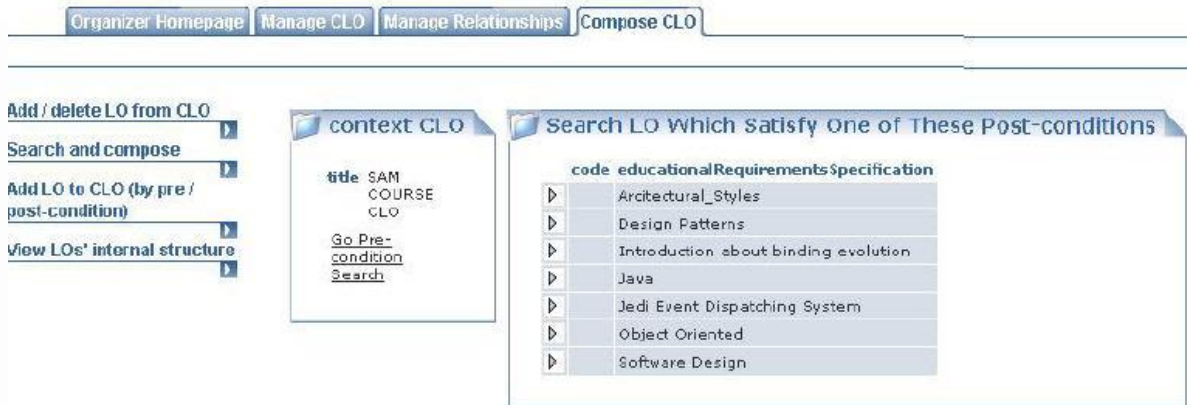 Organizer Homepage Manage CLO Manage Relationships Compose CLO
Add / delete LO from CLO
Search and compose
Add LO to CLO (by pre /
post-condition)
View LOs' internal structure
context CLO
title SAM
COURSE
CLO
Go Pre-
condition
Search
Search LO Which Satisfy One of These Post-conditions
code educationalRequirementsSpecification
Arcitectural_Styles
Design Patterns
Introduction about binding evolution
Java
Jedi Event Dispatching System
Object Oriented
Software Design